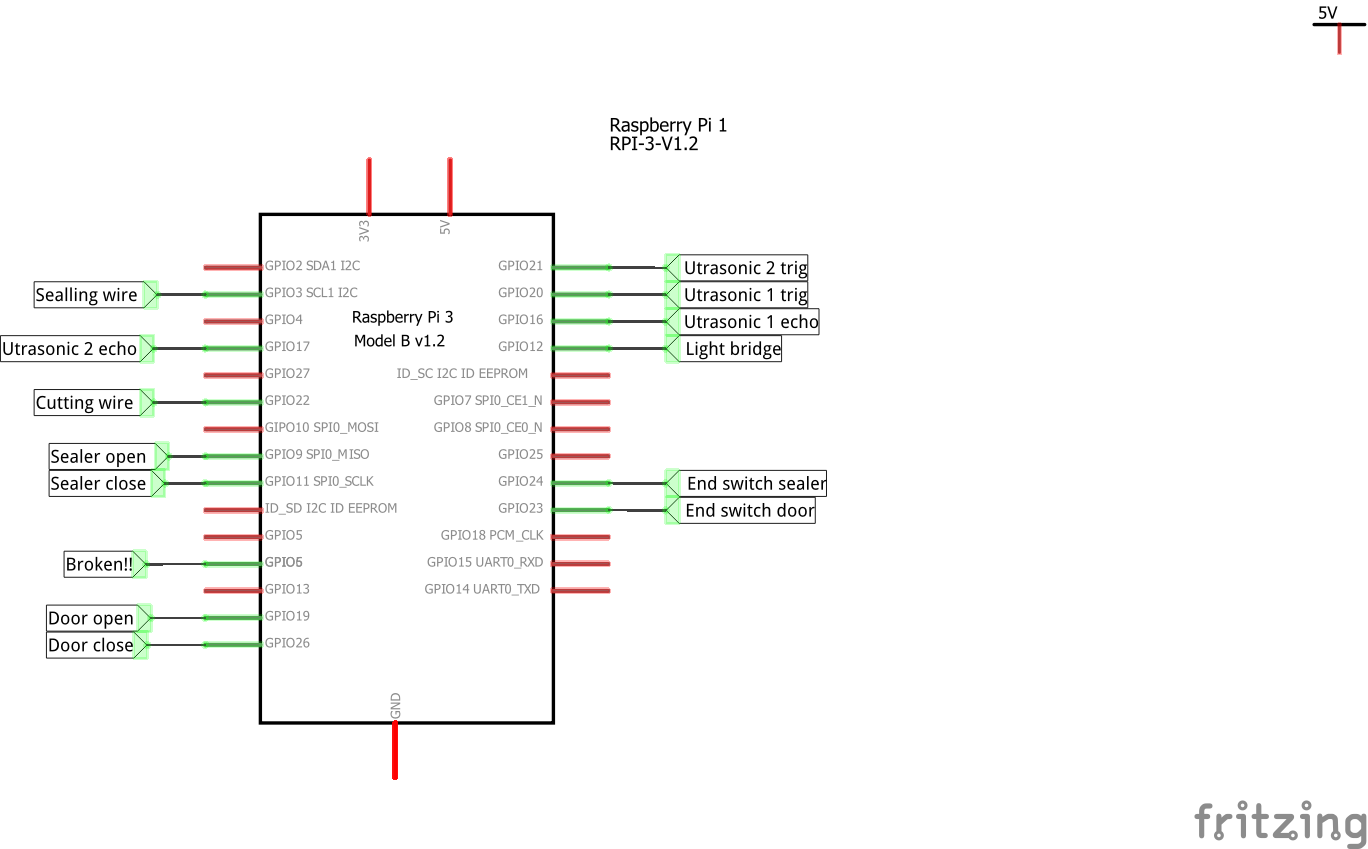 5V
Raspberry Pi 1
RPI-3-V1.2
3V3
5V
GPIO2 SDA1 I2C
GPIO21
Utrasonic 2 trig
Sealling wire
GPIO3 SCL1 I2C
GPIO20
Utrasonic 1 trig
GPIO4
Raspberry Pi 3
GPIO16
Utrasonic 1 echo
Utrasonic 2 echo
GPIO17
Model B v1.2
GPIO12
Light bridge
GPIO27
ID_SC I2C ID EEPROM
Cutting wire
GPIO22
GPIO7 SPI0_CE1_N
GIPO10 SPI0_MOSI
GPIO8 SPI0_CE0_N
Sealer open
GPIO9 SPI0_MISO
GPIO25
Sealer close
GPIO11 SPI0_SCLK
GPIO24
End switch sealer
ID_SD I2C ID EEPROM
GPIO23
End switch door
GPIO5
GPIO18 PCM_CLK
Broken!!
GPIO6
GPIO15 UART0_RXD
GPIO13
GPIO14 UART0_TXD
Door open
GPIO19
Door close
GPIO26
GND
fritzing